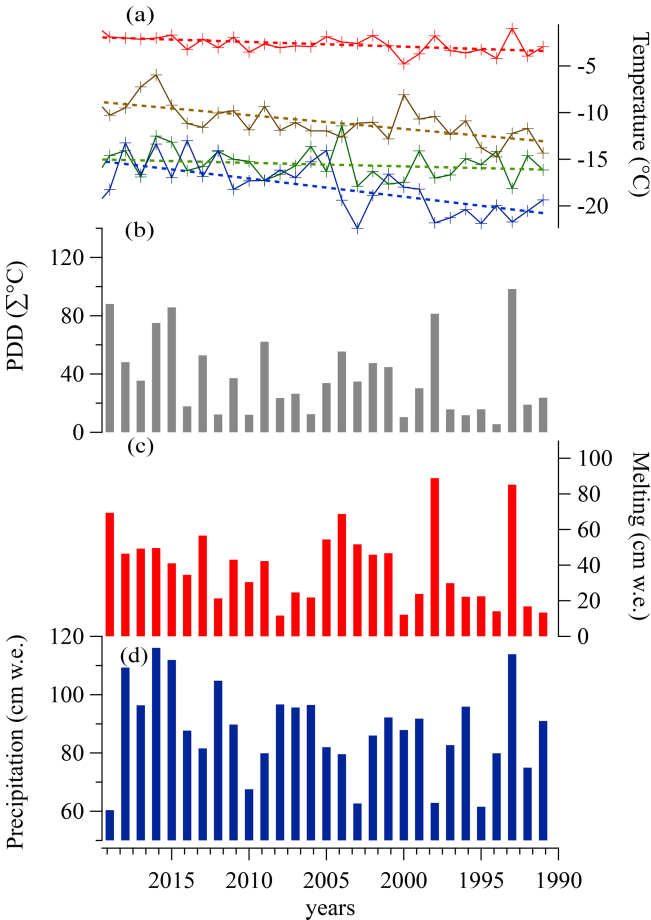 (a)
-5
-10
-15
-20
Temperature (°C)
(b)
120
80
40
0
PDD (∑°C)
(c)
100
80
60
40
20
0
Melting (cm w.e.)
(d)
120
100
80
60
Precipitation (cm w.e.)
2015 2010 2005 2000 1995 1990
years